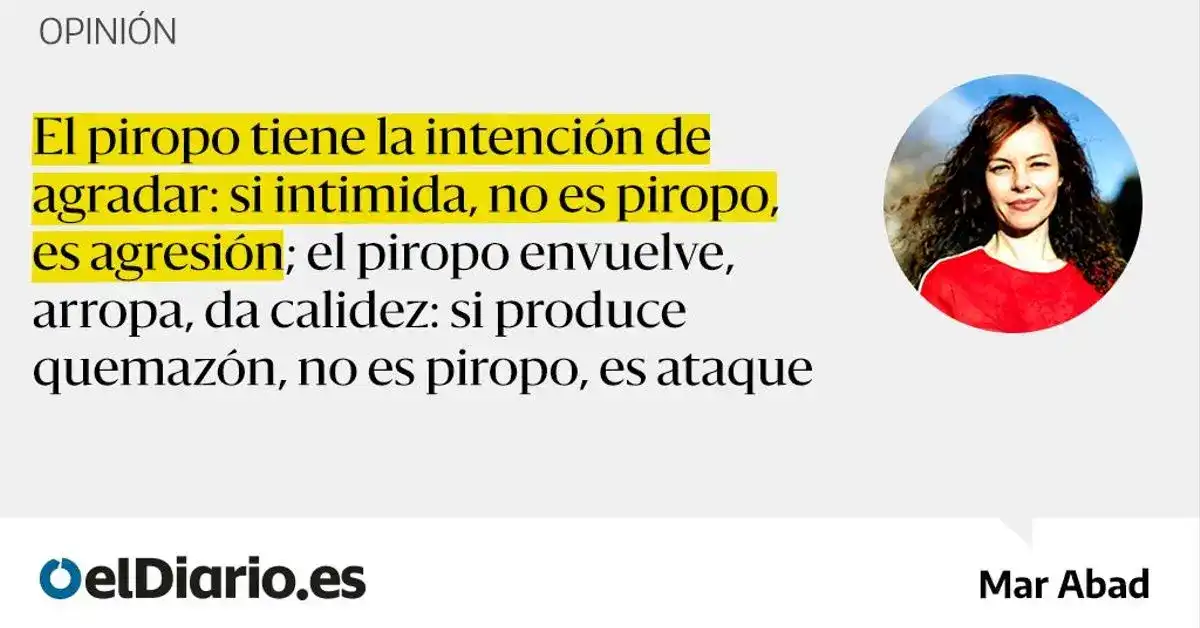 OPINIÓN
El piropo tiene la intención de
agradar: si intimida, no es piropo,
es agresión; el piropo envuelve,
arropa, da calidez: si produce
quemazón, no es piropo, es ataque
elDiario.es
Mar Abad